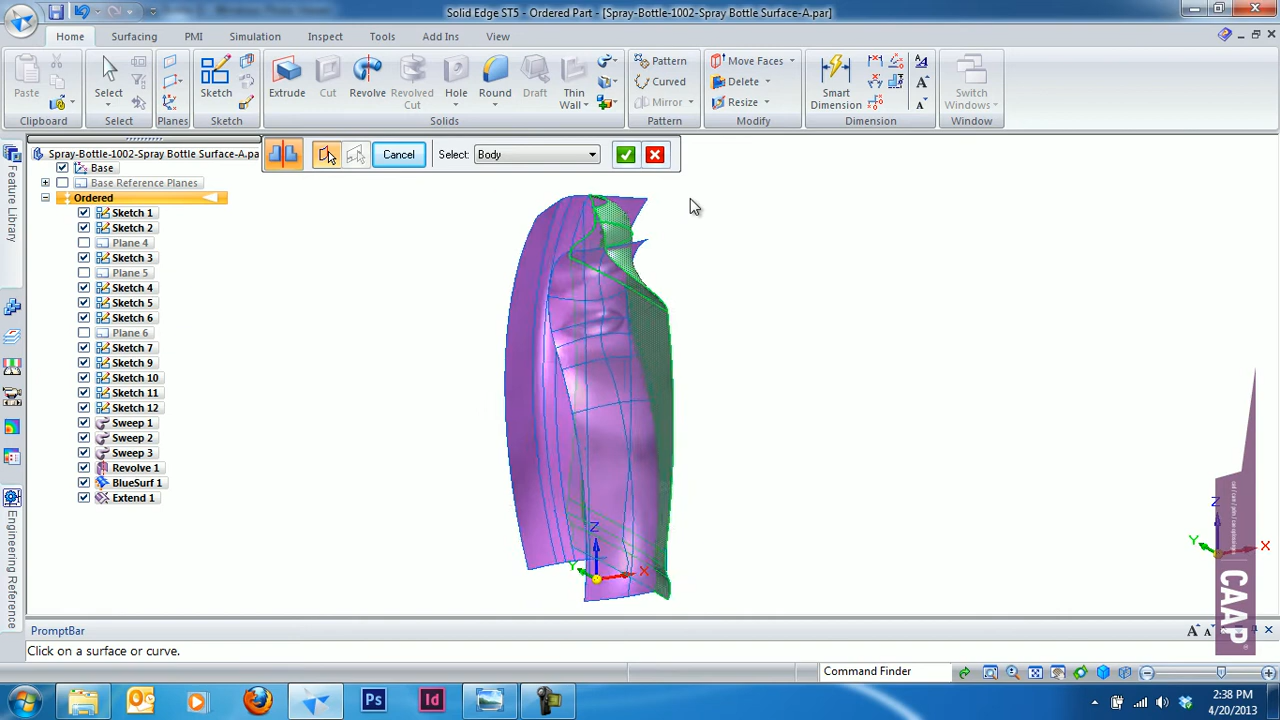 Solid Edge ST5 - Ordered Part - [Spray-Bottle-1002-Spray Bottle Surface-A.par]
Home Surfacing PMI Simulation Inspect Tools Add Ins View
Paste
Clipboard
Select
Select
Planes
Sketch
Sketch
Extrude
Cut
Revolve
Revolved Cut
Hole
Round
Draft
Thin Wall
Solids
Pattern
Curved
Mirror
Pattern
Move Faces
Delete
Resize
Modify
Smart Dimension
Dimension
Switch Windows
Window
Cancel
Select: Body
Feature Library
Engineering Reference
Spray-Bottle-1002-Spray Bottle Surface-A.pa
Base
Base Reference Planes
Ordered
Sketch 1
Sketch 2
Plane 4
Sketch 3
Plane 5
Sketch 4
Sketch 5
Sketch 6
Plane 6
Sketch 7
Sketch 9
Sketch 10
Sketch 11
Sketch 12
Sweep 1
Sweep 2
Sweep 3
Revolve 1
BlueSurf 1
Extend 1
Z
Y
X
Z
Y
X
CAAP
PromptBar
Click on a surface or curve.
Command Finder
Ps
Id
2:38 PM
4/20/2013